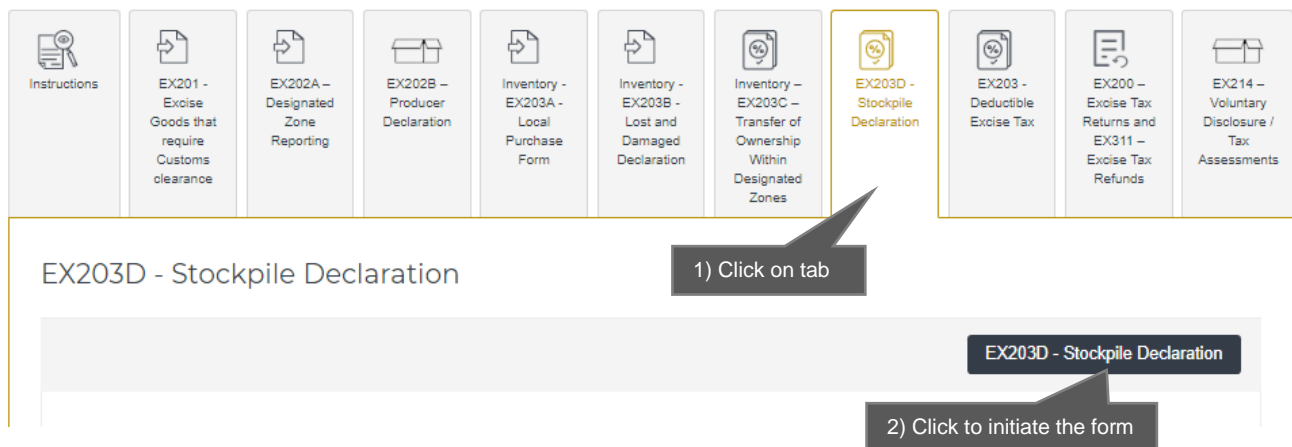 Instructions
EX201 -
Excise
Goods that
require
Customs
clearance
EX202A –
Designated
Zone
Reporting
EX202B –
Producer
Declaration
Inventory -
EX203A -
Local
Purchase
Form
Inventory -
EX203B -
Lost and
Damaged
Declaration
Inventory –
EX203C –
Transfer of
Ownership
Within
Designated
Zones
EX203D -
Stockpile
Declaration
EX203 -
Deductible
Excise Tax
EX200 –
Excise Tax
Returns and
EX311 –
Excise Tax
Refunds
EX214 –
Voluntary
Disclosure /
Tax
Assessments
1) Click on tab
EX203D - Stockpile Declaration
EX203D - Stockpile Declaration
2) Click to initiate the form